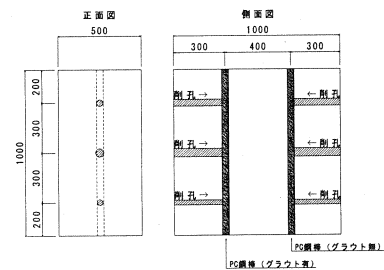 正面図
500
200
300
300
200
1000
側面図
1000
300 400 300
削孔→ ←削孔
削孔→ ←削孔
削孔→ ←削孔
PC鋼棒(グラウト無)
PC鋼棒(グラウト有)